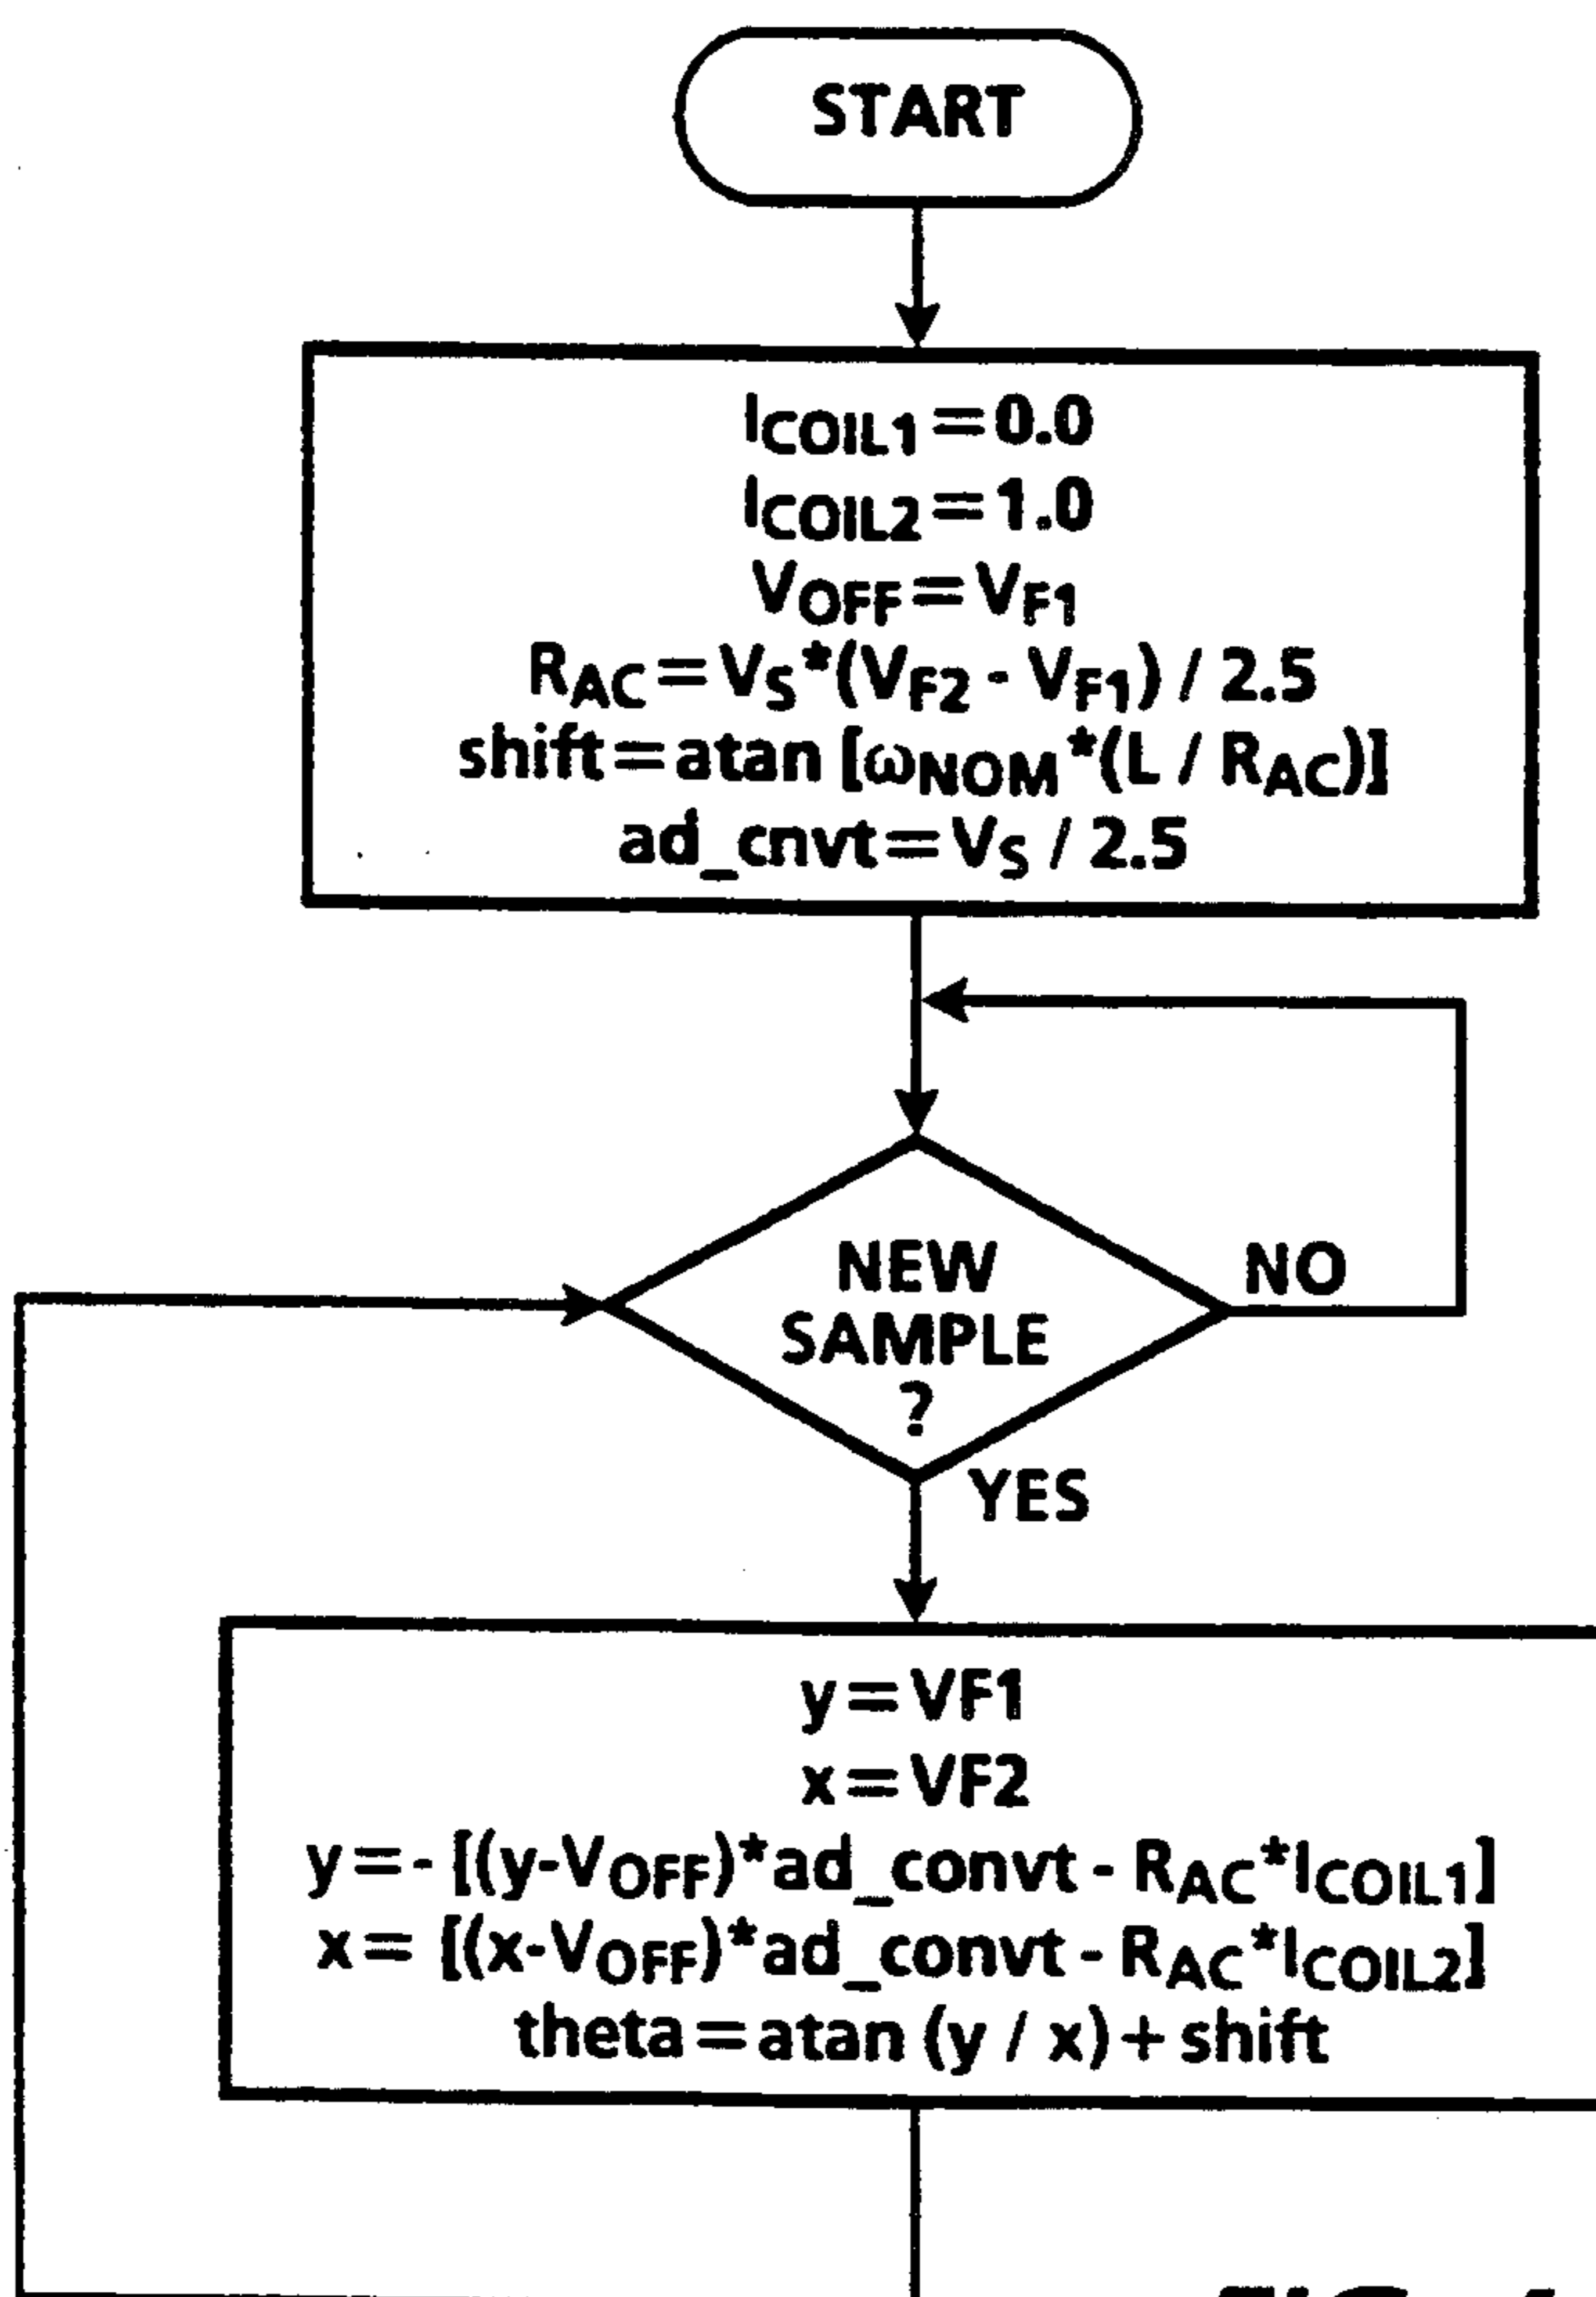 START
ICOIL1=0.0
ICOIL2=1.0
VOFF=VF1
RAC=VS*(VF2 - VF1) / 2.5
shift=atan [ωNOM*(L / RAC)]
ad_cnvt=VS / 2.5
NEW
SAMPLE
?
NO
YES
y=VF1
x=VF2
y=- [(y-VOFF)*ad_convt - RAC*ICOIL1]
x= [(x-VOFF)*ad_convt - RAC*ICOIL2]
theta=atan (y / x)+shift